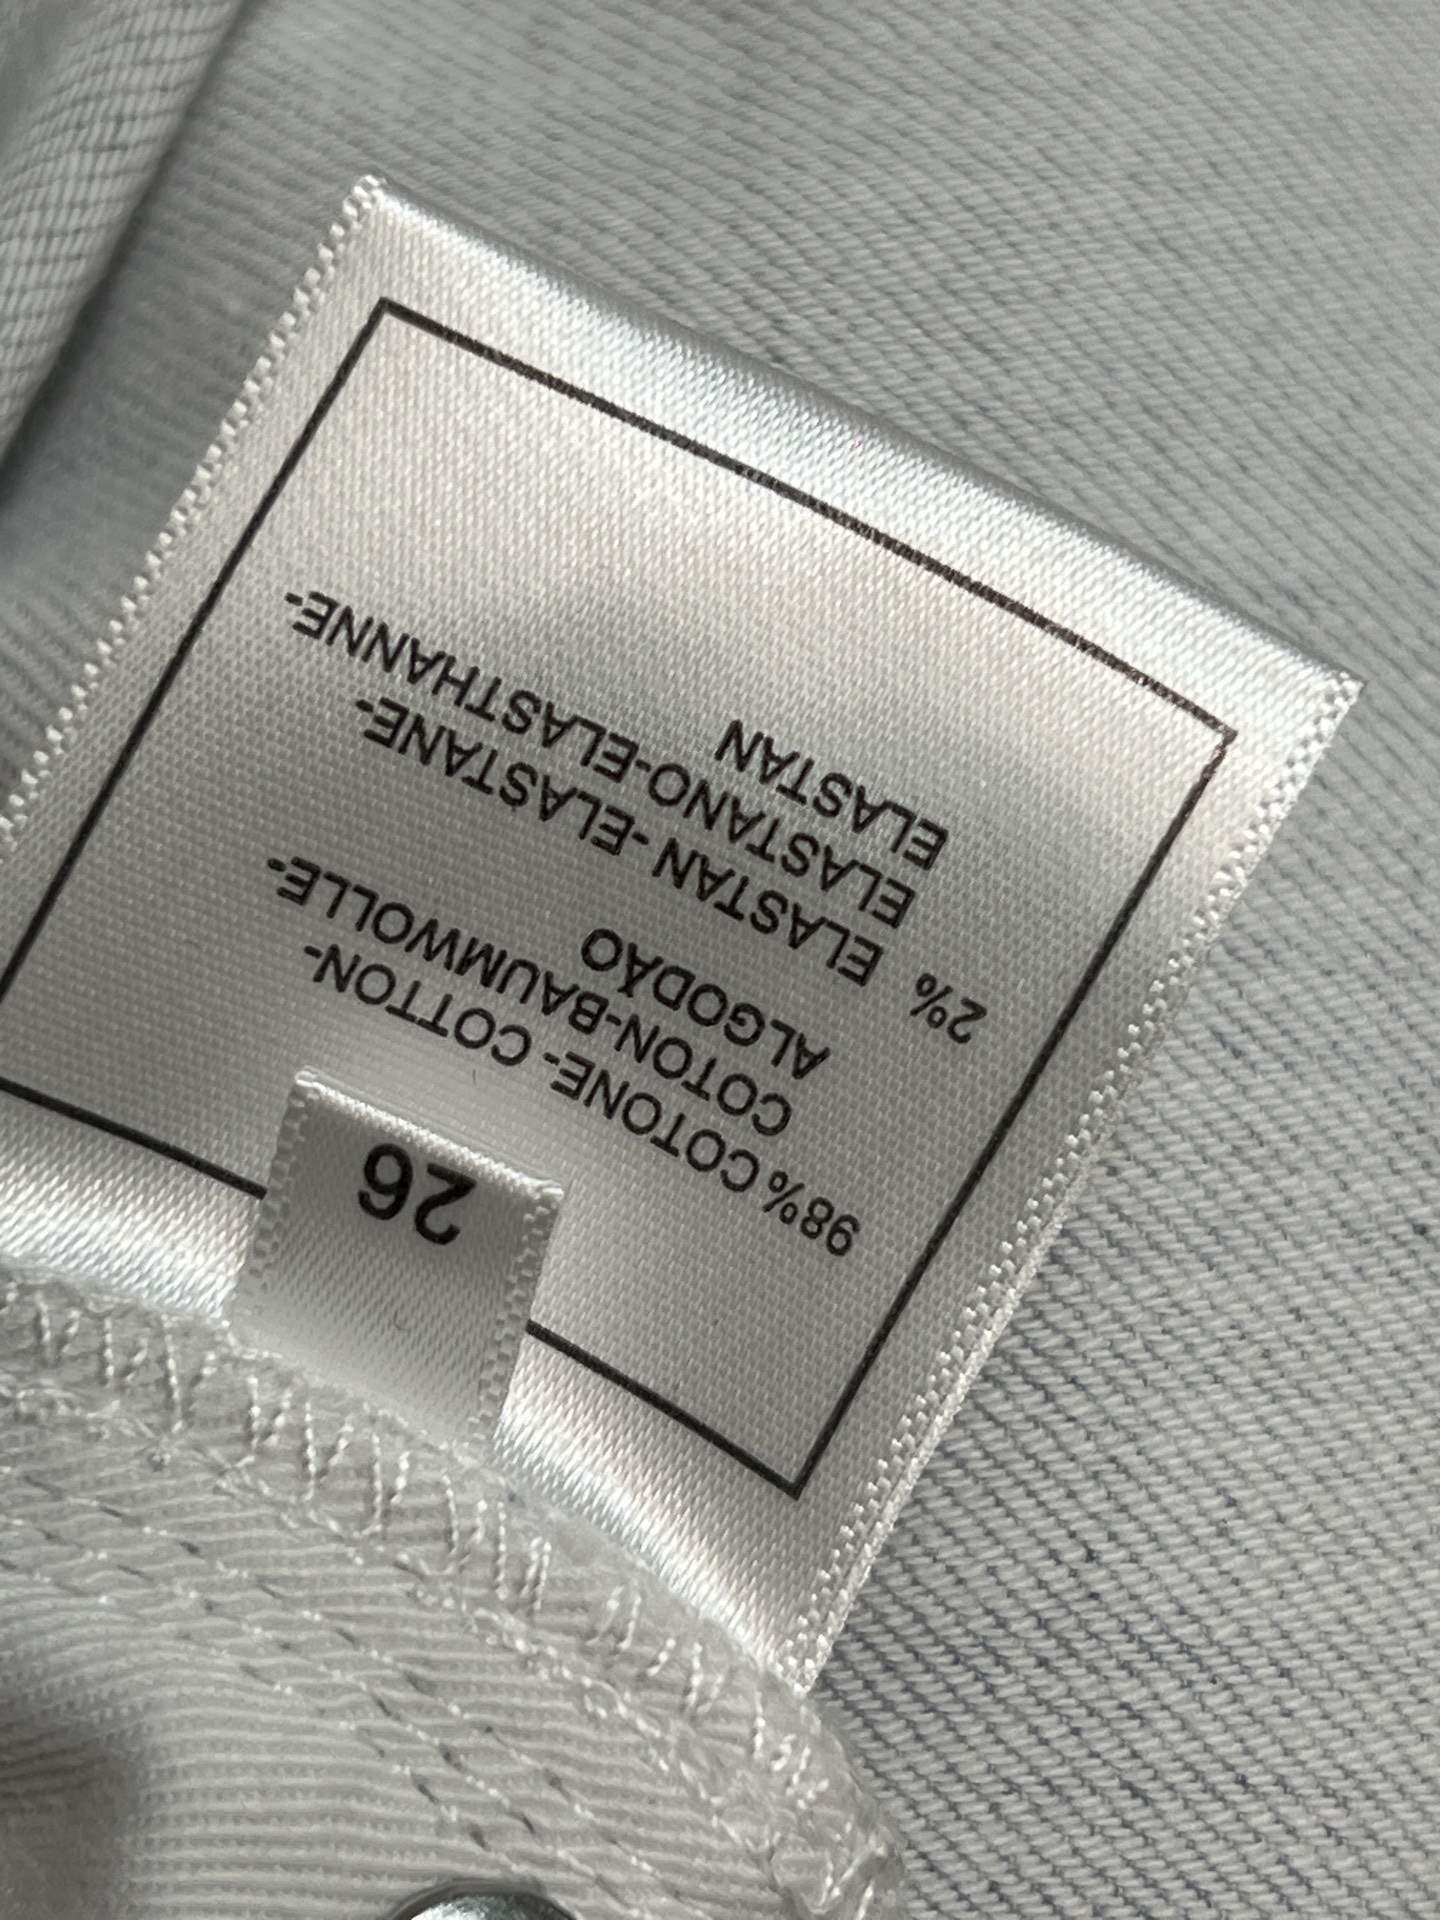 26
98% COTONE- COTTON-
COTON-BAUMWOLLE-
ALGODÃO
2% ELASTAN -ELASTANE-
ELASTANO-ELASTHANNE-
ELASTAN